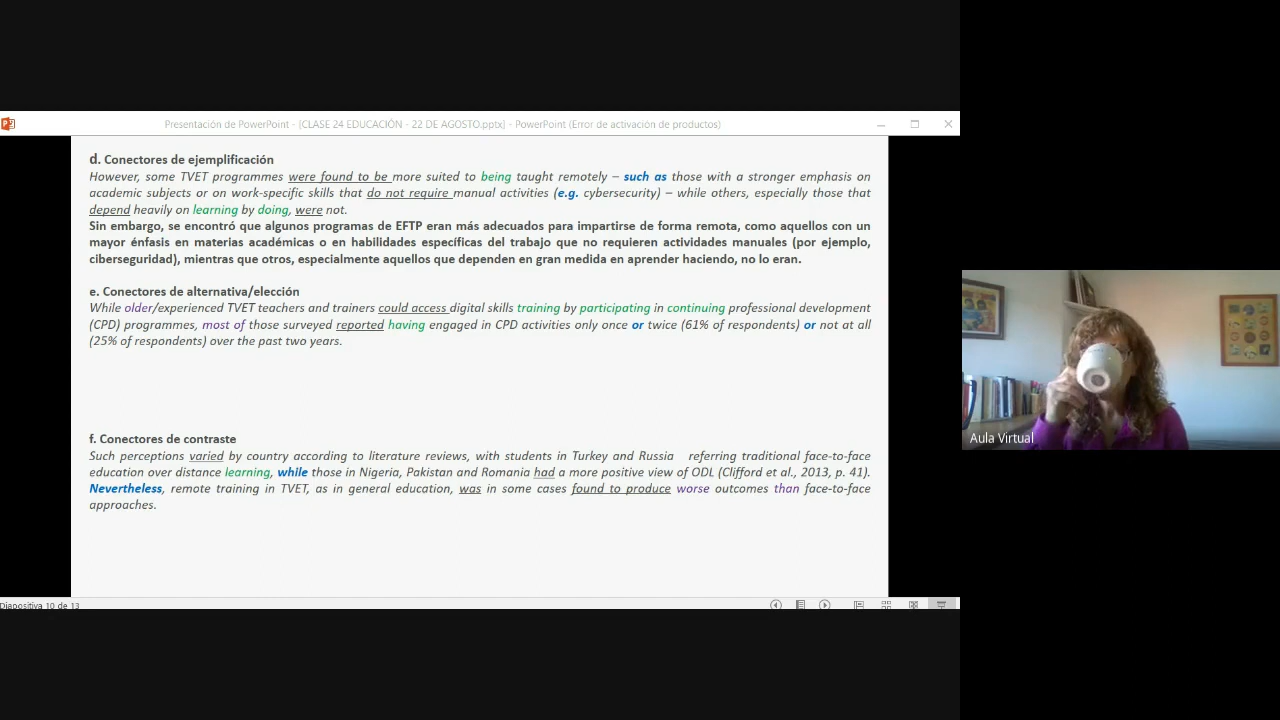 Presentación de PowerPoint - [CLASE 24 EDUCACIÓN - 22 DE AGOSTO.pptx] - PowerPoint (Error de activación de productos)
d. Conectores de ejemplificación
However, some TVET programmes were found to be more suited to being taught remotely – such as those with a stronger emphasis on
academic subjects or on work-specific skills that do not require manual activities (e.g. cybersecurity) – while others, especially those that
depend heavily on learning by doing, were not.
Sin embargo, se encontró que algunos programas de EFTP eran más adecuados para impartirse de forma remota, como aquellos con un
mayor énfasis en materias académicas o en habilidades específicas del trabajo que no requieren actividades manuales (por ejemplo,
ciberseguridad), mientras que otros, especialmente aquellos que dependen en gran medida en aprender haciendo, no lo eran.
e. Conectores de alternativa/elección
While older/experienced TVET teachers and trainers could access digital skills training by participating in continuing professional development
(CPD) programmes, most of those surveyed reported having engaged in CPD activities only once or twice (61% of respondents) or not at all
(25% of respondents) over the past two years.
f. Conectores de contraste
Such perceptions varied by country according to literature reviews, with students in Turkey and Russia referring traditional face-to-face
education over distance learning, while those in Nigeria, Pakistan and Romania had a more positive view of ODL (Clifford et al., 2013, p. 41).
Nevertheless, remote training in TVET, as in general education, was in some cases found to produce worse outcomes than face-to-face
approaches.
Diapositiva 10 de 13
Aula Virtual